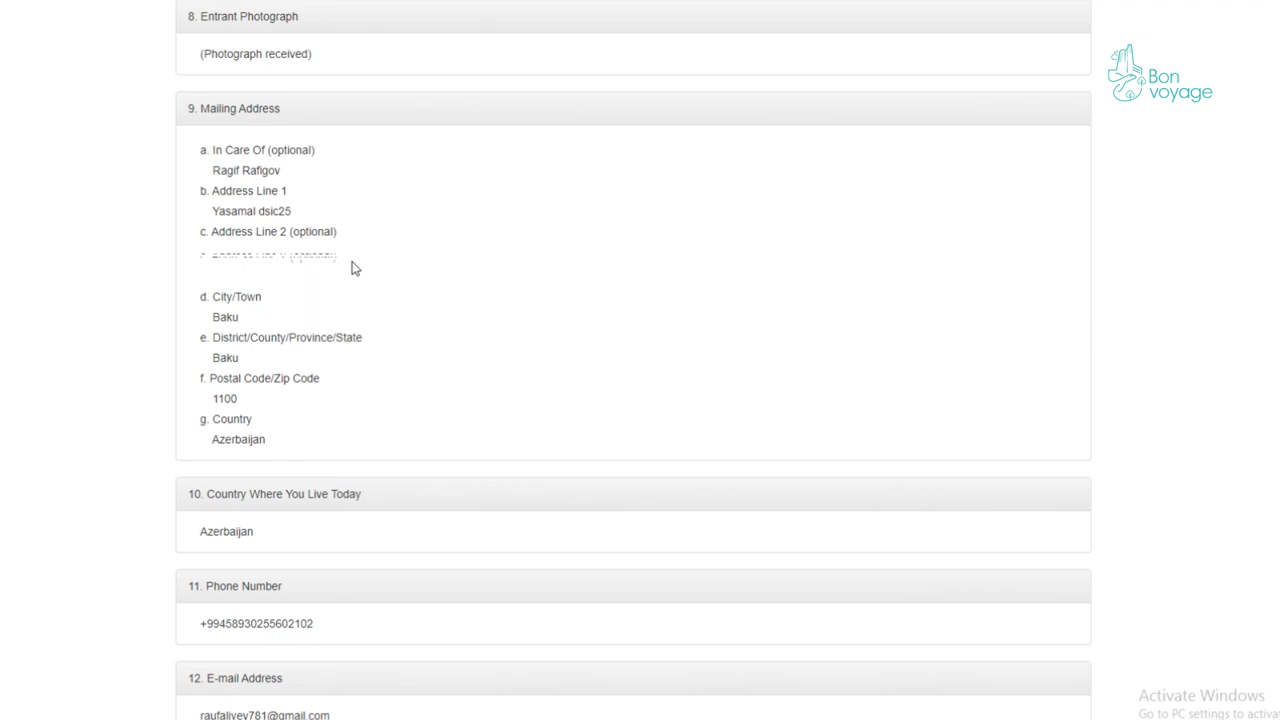 8. Entrant Photograph
(Photograph received)
Bon
voyage
9. Mailing Address
a. In Care Of (optional)
Ragif Rafigov
b. Address Line 1
Yasamal dsic25
c. Address Line 2 (optional)
d. City/Town
Baku
e. District/County/Province/State
Baku
f. Postal Code/Zip Code
1100
g. Country
Azerbaijan
10. Country Where You Live Today
Azerbaijan
11. Phone Number
+99458930255602102
12. E-mail Address
raufaliyev781@gmail.com
Activate Windows
Go to PC settings to activa